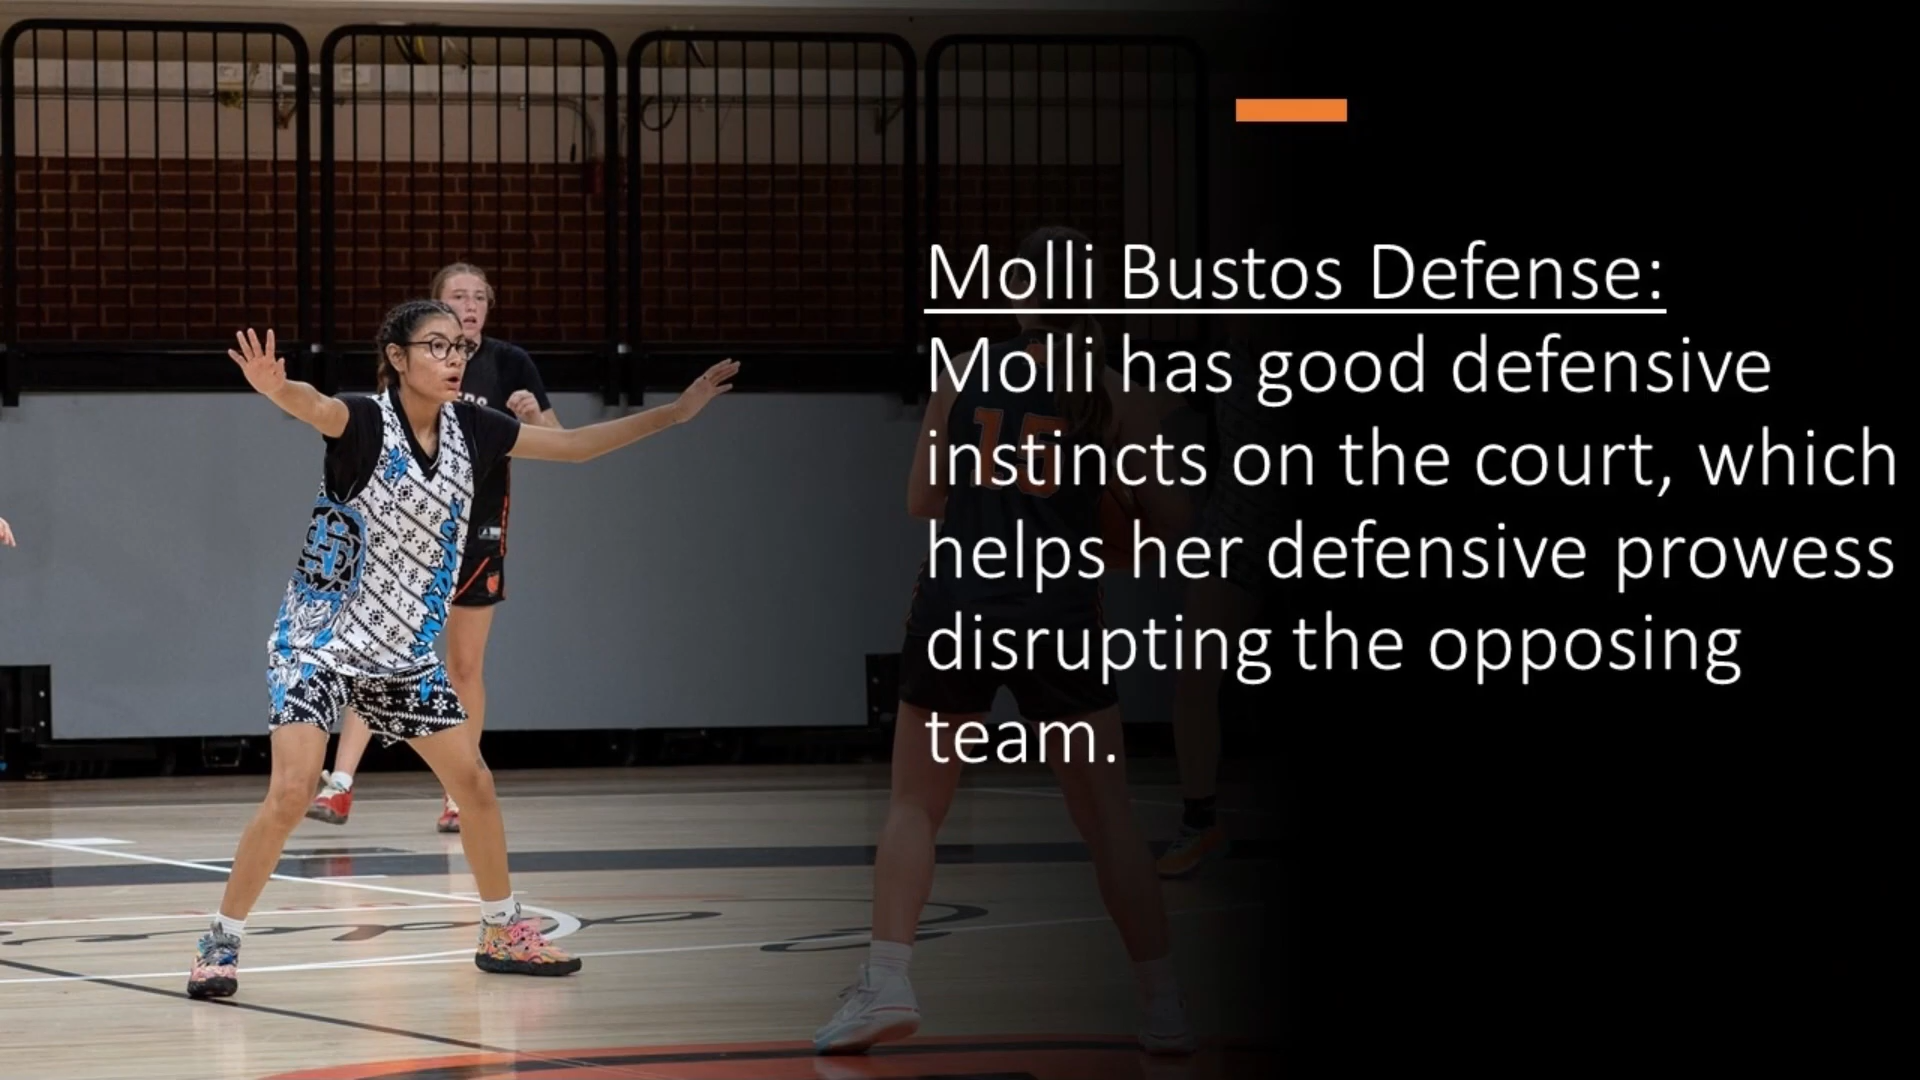 Molli Bustos Defense:
Molli has good defensive
instincts on the court, which
helps her defensive prowess
disrupting the opposing
team.
15